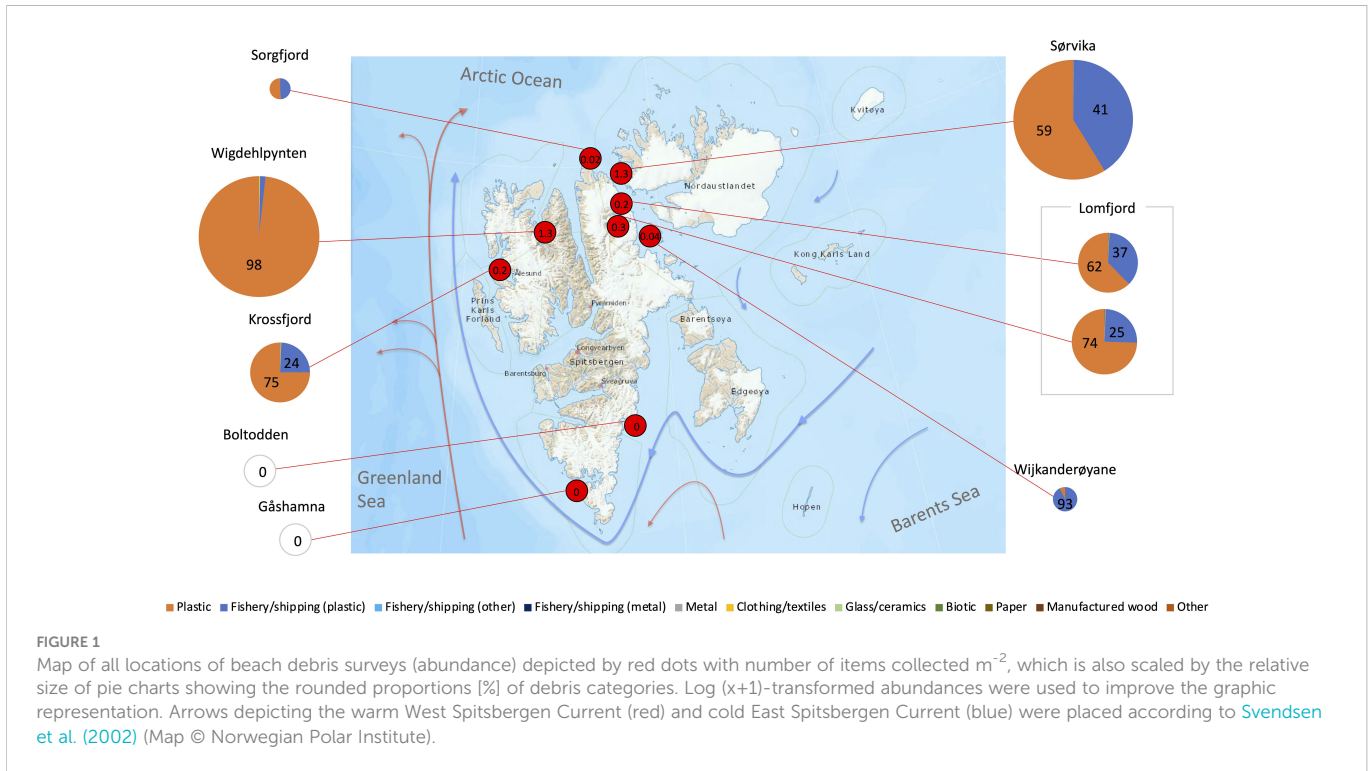 Sorgfjord
Wigdehlpynten
98
Krossfjord
24
75
Boltodden
0
Gåshamna
0
Arctic Ocean
Kvitøya
Nordaustlandet
Kong Karls Land
Ålesund
Prins
Karls
Forland
Pyramiden
Barentsøya
Longyearbyen
Spitsbergen
Barentsburg
Sveagruva
Edgeøya
Greenland
Sea
Hopen
Barents Sea
0.02
1.3
0.2
0.3
0.04
1.3
0.2
0
0
Sørvika
41
59
Lomfjord
37
62
25
74
Wijkanderøyane
93
Plastic Fishery/shipping (plastic) Fishery/shipping (other) Fishery/shipping (metal) Metal Clothing/textiles Glass/ceramics Biotic Paper Manufactured wood Other
FIGURE 1
Map of all locations of beach debris surveys (abundance) depicted by red dots with number of items collected m⁻², which is also scaled by the relative
size of pie charts showing the rounded proportions [%] of debris categories. Log (x+1)-transformed abundances were used to improve the graphic
representation. Arrows depicting the warm West Spitsbergen Current (red) and cold East Spitsbergen Current (blue) were placed according to Svendsen
et al. (2002) (Map © Norwegian Polar Institute).